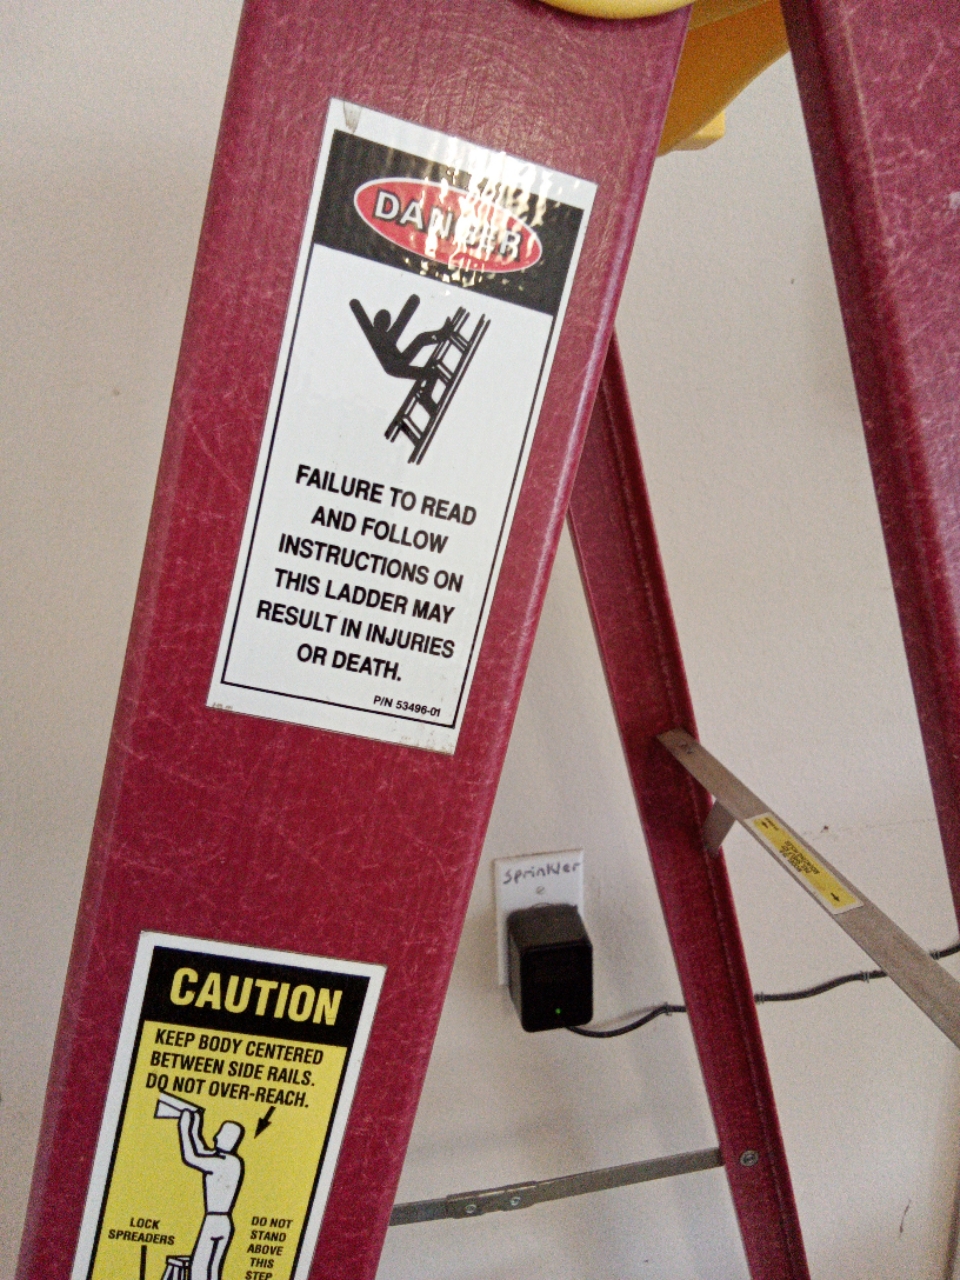 DANGER
FAILURE TO READ
AND FOLLOW
INSTRUCTIONS ON
THIS LADDER MAY
RESULT IN INJURIES
OR DEATH.
P/N 53496-01
sprinkler
CAUTION
KEEP BODY CENTERED
BETWEEN SIDE RAILS.
DO NOT OVER-REACH.
LOCK
SPREADERS
DO NOT
STAND
ABOVE
THIS
STEP